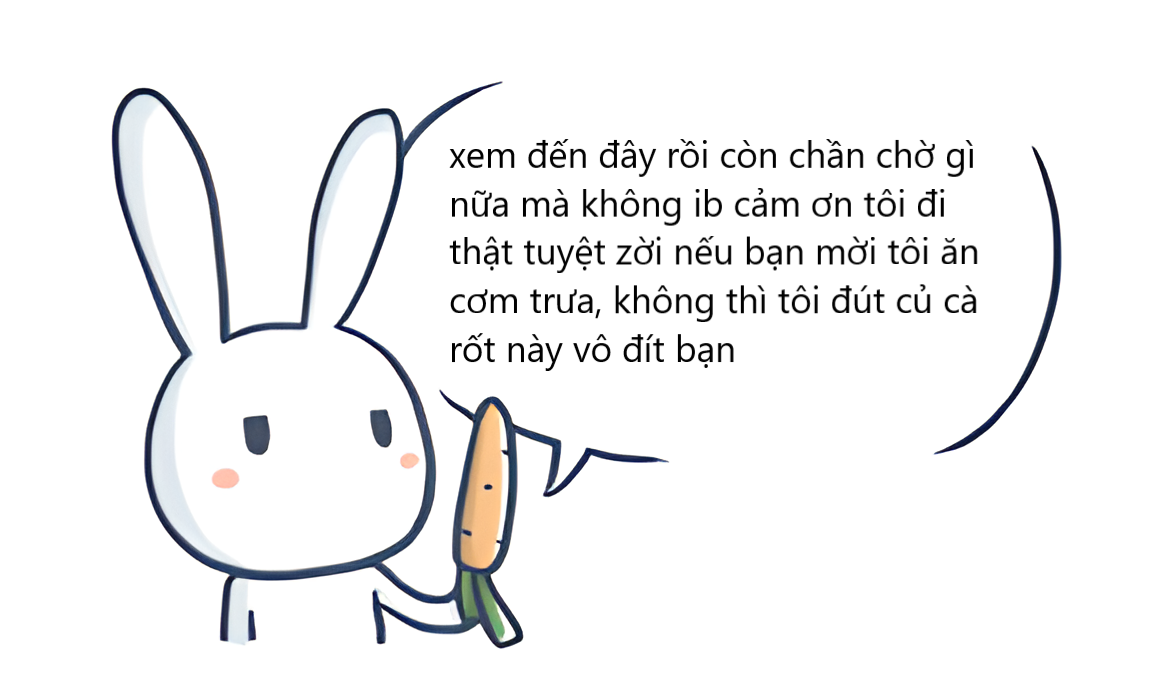 xem đến đây rồi còn chần chờ gì
nữa mà không ib cảm ơn tôi đi
thật tuyệt zời nếu bạn mời tôi ăn
cơm trưa, không thì tôi đút củ cà
rốt này vô đít bạn